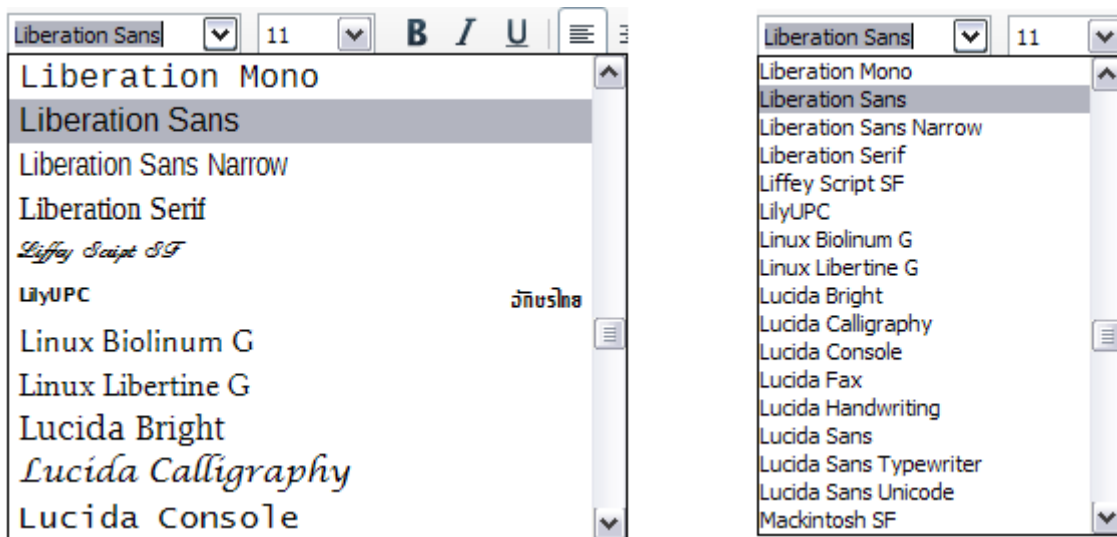 Liberation Sans 11 B I U
Liberation Mono
Liberation Sans
Liberation Sans Narrow
Liberation Serif
Liffey Script SF
LilyUPC อักษรไทย
Linux Biolinum G
Linux Libertine G
Lucida Bright
Lucida Calligraphy
Lucida Console
Liberation Sans 11
Liberation Mono
Liberation Sans
Liberation Sans Narrow
Liberation Serif
Liffey Script SF
LilyUPC
Linux Biolinum G
Linux Libertine G
Lucida Bright
Lucida Calligraphy
Lucida Console
Lucida Fax
Lucida Handwriting
Lucida Sans
Lucida Sans Typewriter
Lucida Sans Unicode
Mackintosh SF